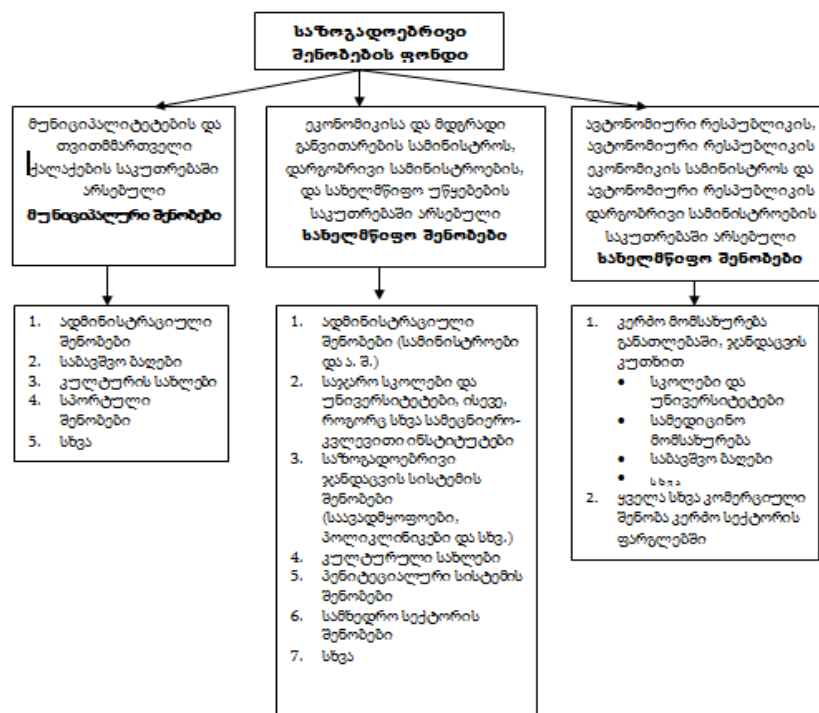 საზოგადოებრივი
შენობების ფონდი
მუნიციპალიტეტების და
თვითმმართველი
ქალაქების საკუთრებაში
არსებული
მუნიციპალური შენობები
ეკონომიკისა და მდგრადი
განვითარების სამინისტროს,
დარგობრივი სამინისტროების,
და სახელმწიფო უწყებების
საკუთრებაში არსებული
სახელმწიფო შენობები
ავტონომიური რესპუბლიკის,
ავტონომიური რესპუბლიკის
ეკონომიკის სამინისტროს და
ავტონომიური რესპუბლიკის
დარგობრივი სამინისტროების
საკუთრებაში არსებული
სახელმწიფო შენობები
1. ადმინისტრაციული
შენობები
2. საბავშვო ბაღები
3. კულტურის სახლები
4. სპორტული
შენობები
5. სხვა
1. ადმინისტრაციული
შენობები (სამინისტროები
და ა. შ.)
2. საჯარო სკოლები და
უნივერსიტეტები, ისევე,
როგორც სხვა სამეცნიერო-
კვლევითი ინსტიტუტები
3. საზოგადოებრივი
ჯანდაცვის სისტემის
შენობები
(საავადმყოფოები,
პოლიკლინიკები და სხვ.)
4. კულტურული სახლები
5. პენიტეციალური სისტემის
შენობები
6. სამხედრო სექტორის
შენობები
7. სხვა
1. კერძო მომსახურება
განათლებაში, ჯანდაცვის
კუთხით
• სკოლები და
უნივერსიტეტები
• სამედიცინო
მომსახურება
• საბავშვო ბაღები
• სხვა
2. ყველა სხვა კომერციული
შენობა კერძო სექტორის
ფარგლებში